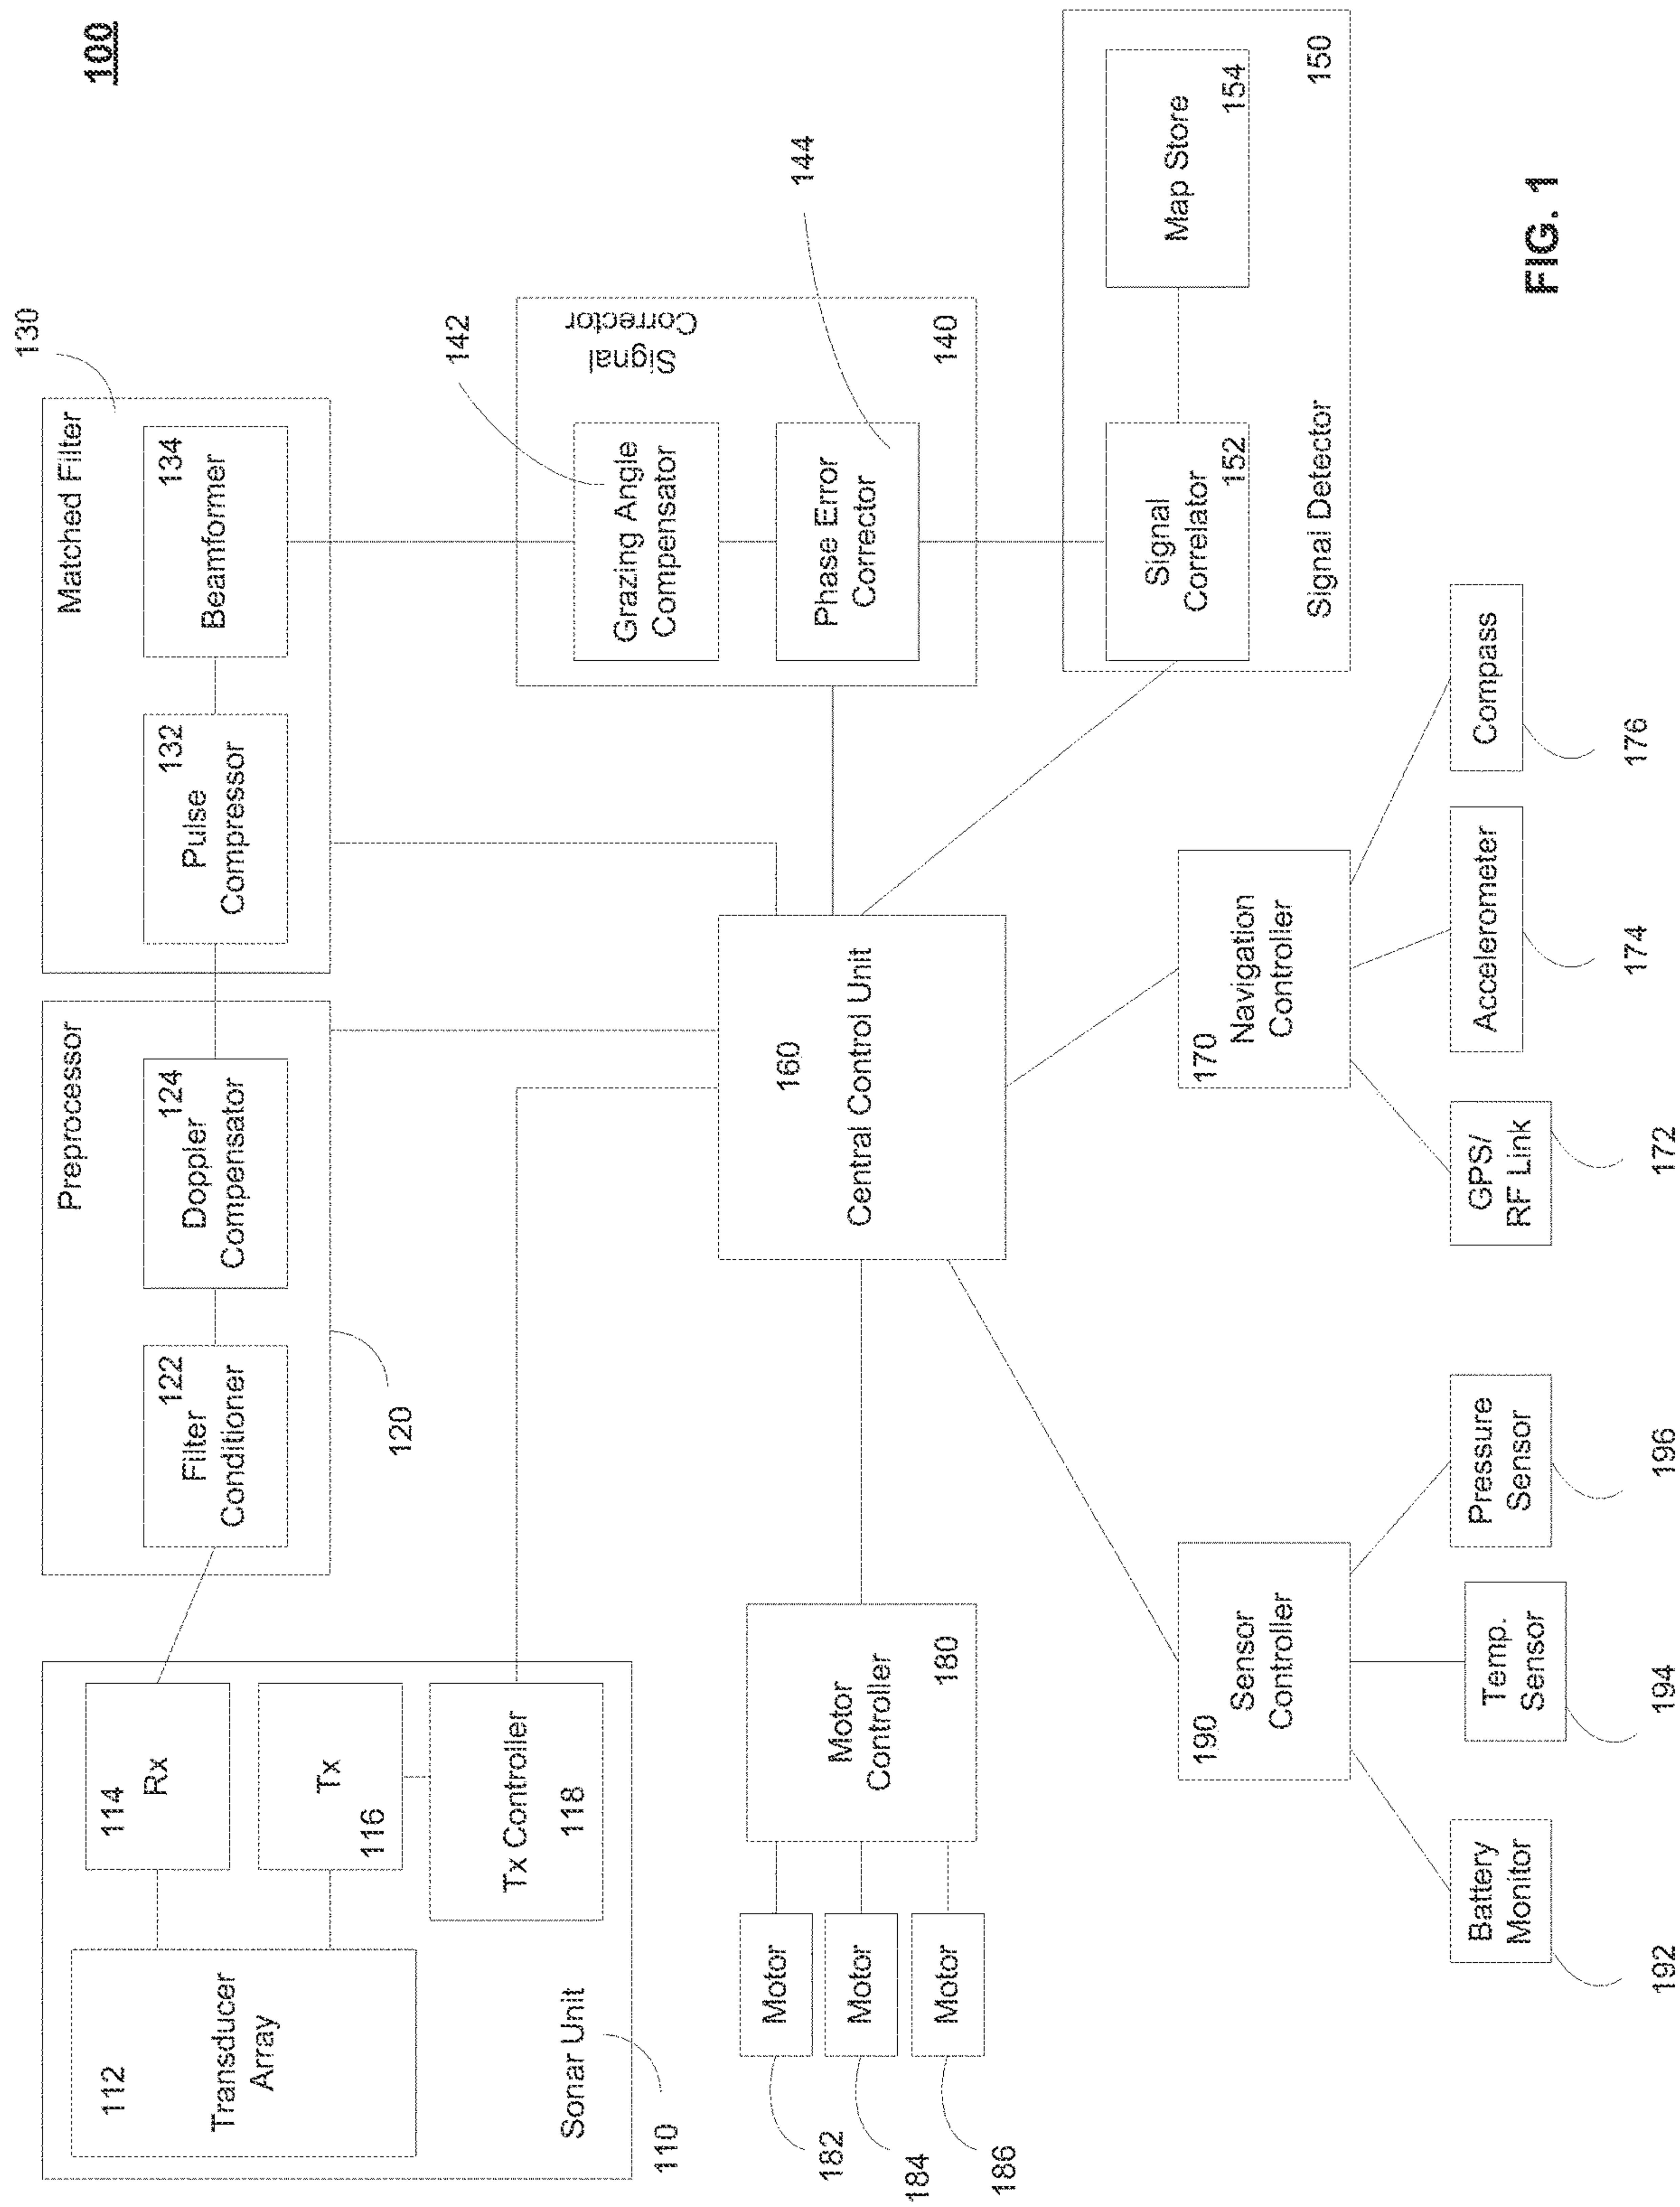 100
Sonar Unit
110
112
Transducer
Array
114
Rx
Tx
116
Tx Controller
118
Preprocessor
120
122
Filter
Conditioner
124
Doppler
Compensator
Matched Filter
130
132
Pulse
Compressor
134
Beamformer
Signal
Corrector
140
142
Grazing Angle
Compensator
144
Phase Error
Corrector
Signal Detector
150
Signal
Correlator
152
Map Store
154
160
Central Control Unit
Motor
Controller
180
Motor
182
Motor
184
Motor
186
190
Sensor
Controller
Battery
Monitor
192
Temp.
Sensor
194
Pressure
Sensor
196
170
Navigation
Controller
GPS/
RF Link
172
Accelerometer
174
Compass
176
FIG. 1